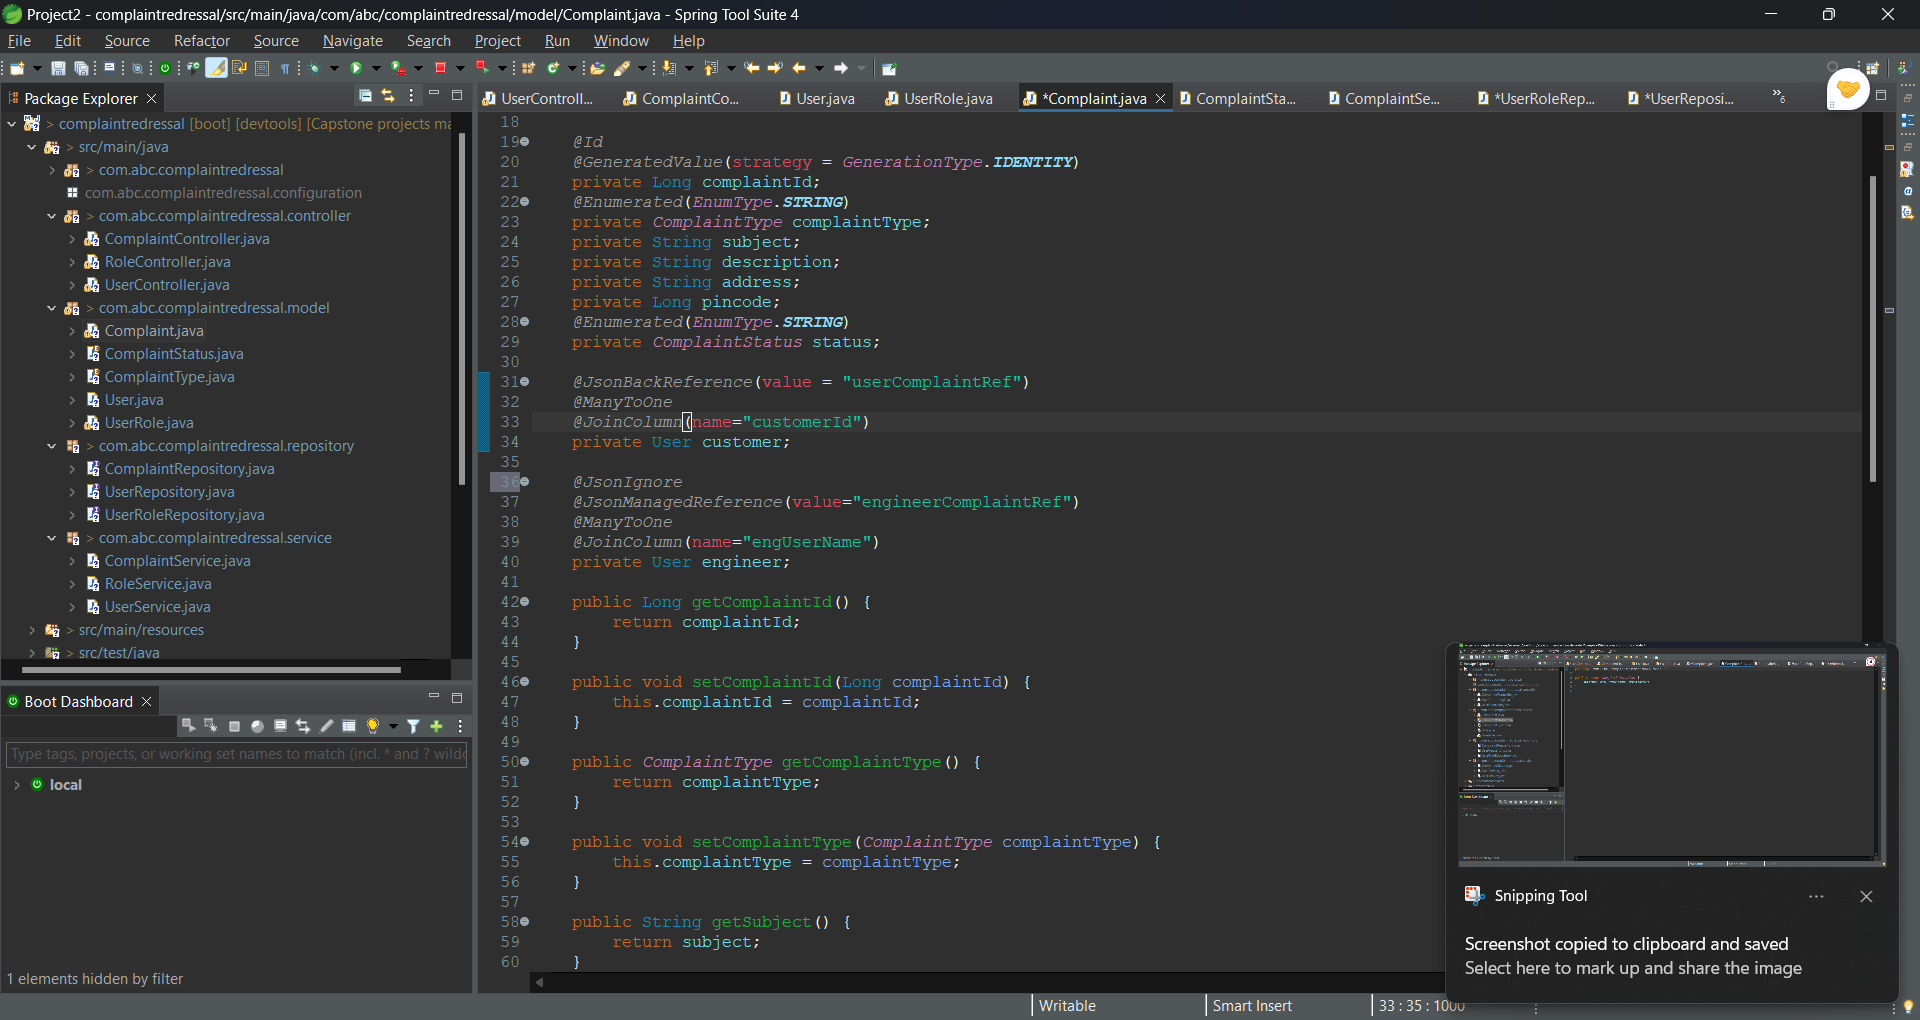 Project2 - complaintredressal/src/main/java/com/abc/complaintredressal/model/Complaint.java - Spring Tool Suite 4
File Edit Source Refactor Source Navigate Search Project Run Window Help
Package Explorer
UserControll... ComplaintCo... User.java UserRole.java *Complaint.java ComplaintSta... ComplaintSe... *UserRoleRep... *UserReposi... »6
> complaintredressal [boot] [devtools] [Capstone projects ma
> src/main/java
> com.abc.complaintredressal
com.abc.complaintredressal.configuration
> com.abc.complaintredressal.controller
ComplaintController.java
RoleController.java
UserController.java
> com.abc.complaintredressal.model
Complaint.java
ComplaintStatus.java
ComplaintType.java
User.java
UserRole.java
> com.abc.complaintredressal.repository
ComplaintRepository.java
UserRepository.java
UserRoleRepository.java
> com.abc.complaintredressal.service
ComplaintService.java
RoleService.java
UserService.java
> src/main/resources
> src/test/java
Boot Dashboard
Type tags, projects, or working set names to match (incl. * and ? wildc
local
1 elements hidden by filter
18
19 @Id
20 @GeneratedValue(strategy = GenerationType.IDENTITY)
21 private Long complaintId;
22 @Enumerated(EnumType.STRING)
23 private ComplaintType complaintType;
24 private String subject;
25 private String description;
26 private String address;
27 private Long pincode;
28 @Enumerated(EnumType.STRING)
29 private ComplaintStatus status;
30
31 @JsonBackReference(value = "userComplaintRef")
32 @ManyToOne
33 @JoinColumn(name="customerId")
34 private User customer;
35
36 @JsonIgnore
37 @JsonManagedReference(value="engineerComplaintRef")
38 @ManyToOne
39 @JoinColumn(name="engUserName")
40 private User engineer;
41
42 public Long getComplaintId() {
43 return complaintId;
44 }
45
46 public void setComplaintId(Long complaintId) {
47 this.complaintId = complaintId;
48 }
49
50 public ComplaintType getComplaintType() {
51 return complaintType;
52 }
53
54 public void setComplaintType(ComplaintType complaintType) {
55 this.complaintType = complaintType;
56 }
57
58 public String getSubject() {
59 return subject;
60 }
Snipping Tool
Screenshot copied to clipboard and saved
Select here to mark up and share the image
Writable Smart Insert 33 : 35 : 1000